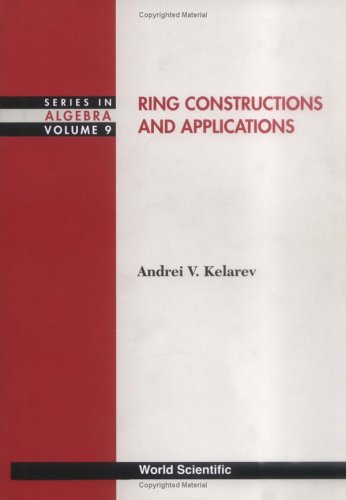 Copyrighted Material
SERIES IN
ALGEBRA
VOLUME 9
RING CONSTRUCTIONS
AND APPLICATIONS
Andrei V. Kelarev
World Scientific
Copyrighted Material